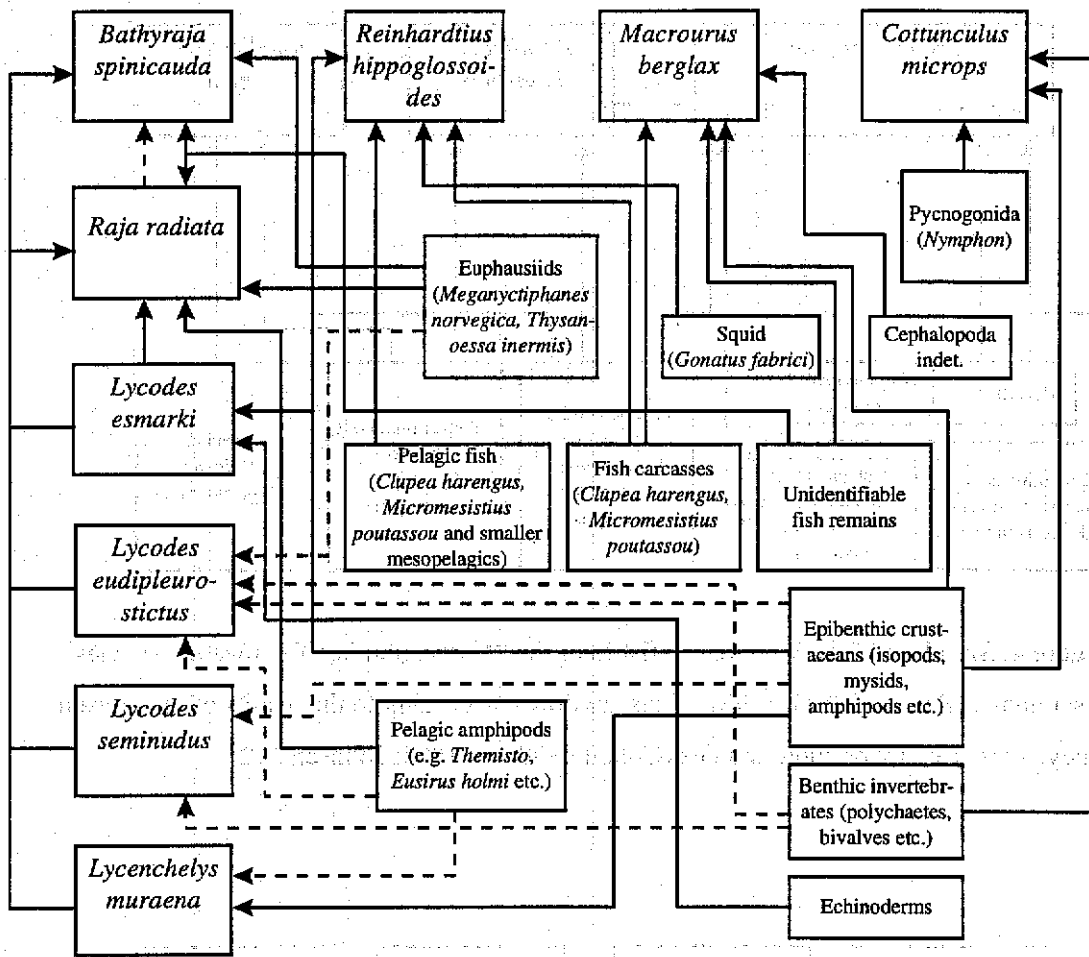 Bathyraja
spinicauda
Reinhardtius
hippoglossoi-
des
Macrourus
berglax
Cottunculus
microps
Raja radiata
Euphausiids
(Meganyctiphanes
norvegica, Thysan-
oessa inermis)
Pycnogonida
(Nymphon)
Squid
(Gonatus fabrici)
Cephalopoda
indet.
Lycodes
esmarki
Pelagic fish
(Clupea harengus,
Micromesistius
poutassou and smaller
mesopelagics)
Fish carcasses
(Clupea harengus,
Micromesistius
poutassou)
Unidentifiable
fish remains
Lycodes
eudipleuro-
stictus
Epibenthic crust-
aceans (isopods,
mysids,
amphipods etc.)
Lycodes
seminudus
Pelagic amphipods
(e.g. Themisto,
Eusirus holmi etc.)
Benthic invertebr-
ates (polychaetes,
bivalves etc.)
Lycenchelys
muraena
Echinoderms